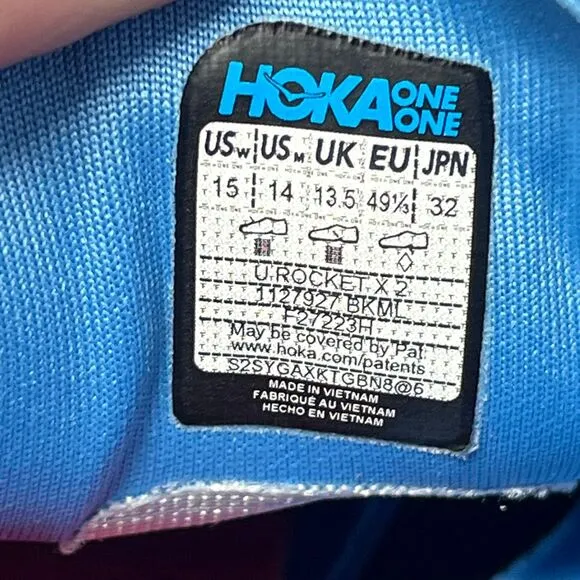 HOKA ONE ONE
USW USM UK EU JPN
15 14 13.5 49⅓ 32
U ROCKET X 2
1127927 BKML
F27223H
May be covered by Pat.
www.hoka.com/patents
S2SYGAXKTGBN8@6
MADE IN VIETNAM
FABRIQUÉ AU VIETNAM
HECHO EN VIETNAM